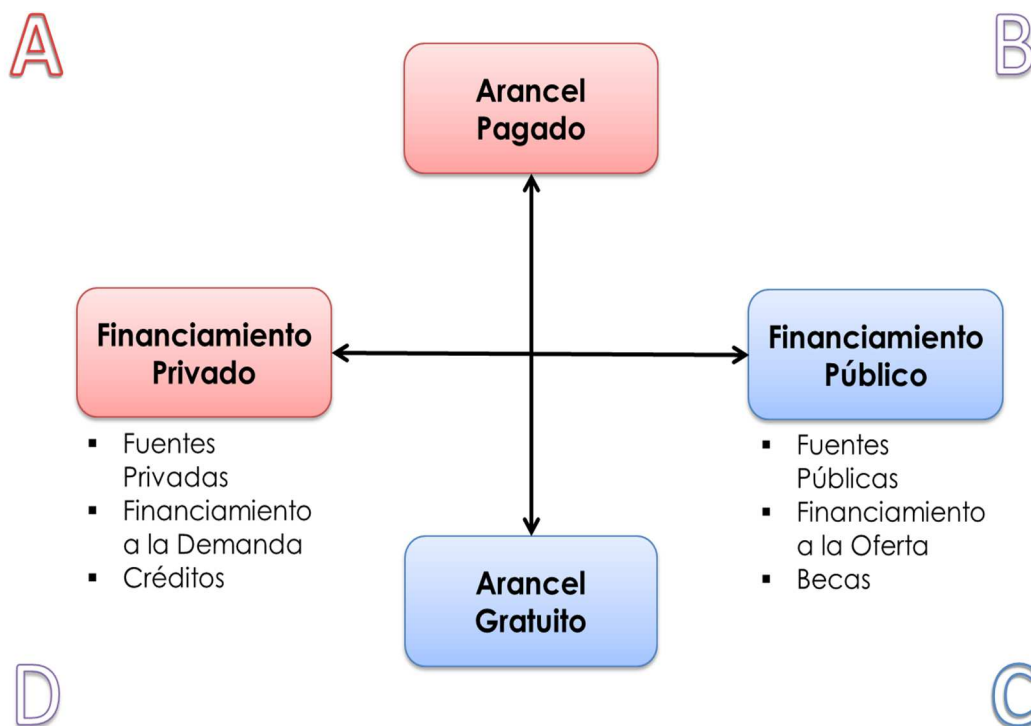 A
B
Arancel
Pagado
Financiamiento
Privado
▪ Fuentes
Privadas
▪ Financiamiento
a la Demanda
▪ Créditos
Financiamiento
Público
▪ Fuentes
Públicas
▪ Financiamiento
a la Oferta
▪ Becas
Arancel
Gratuito
D
C